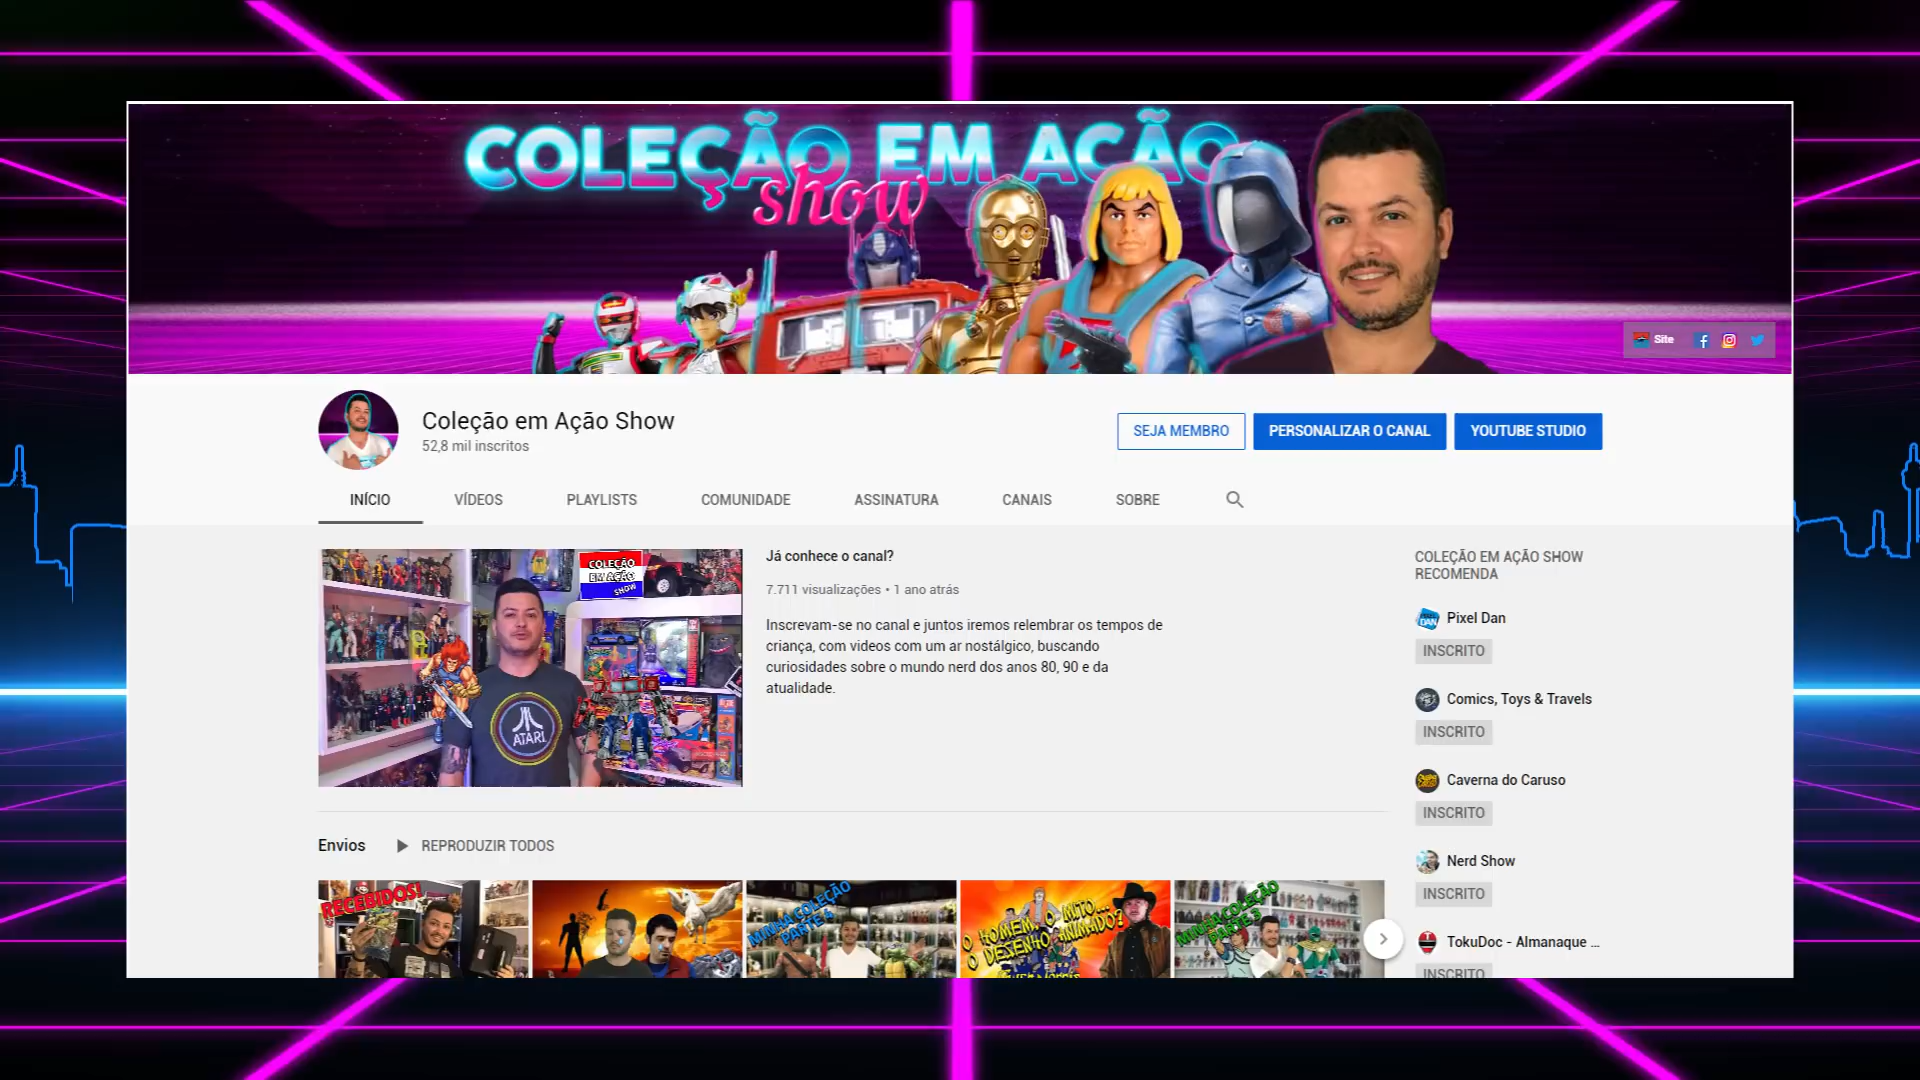 COLEÇÃO EM AÇÃO
show
Site
Coleção em Ação Show
52,8 mil inscritos
SEJA MEMBRO
PERSONALIZAR O CANAL
YOUTUBE STUDIO
INÍCIO
VÍDEOS
PLAYLISTS
COMUNIDADE
ASSINATURA
CANAIS
SOBRE
COLEÇÃO
EM AÇÃO
SHOW
ATARI
Já conhece o canal?
7.711 visualizações • 1 ano atrás
Inscrevam-se no canal e juntos iremos relembrar os tempos de
criança, com videos com um ar nostálgico, buscando
curiosidades sobre o mundo nerd dos anos 80, 90 e da
atualidade.
COLEÇÃO EM AÇÃO SHOW
RECOMENDA
Pixel Dan
INSCRITO
Comics, Toys & Travels
INSCRITO
Caverna do Caruso
INSCRITO
Nerd Show
INSCRITO
TokuDoc - Almanaque ...
INSCRITO
Envios
REPRODUZIR TODOS
RECEBIDOS!
MINHA COLEÇÃO
PARTE 4
O HOMEM,
O MITO...
O DESENHO ANIMADO?
MINHA COLEÇÃO
PARTE 3